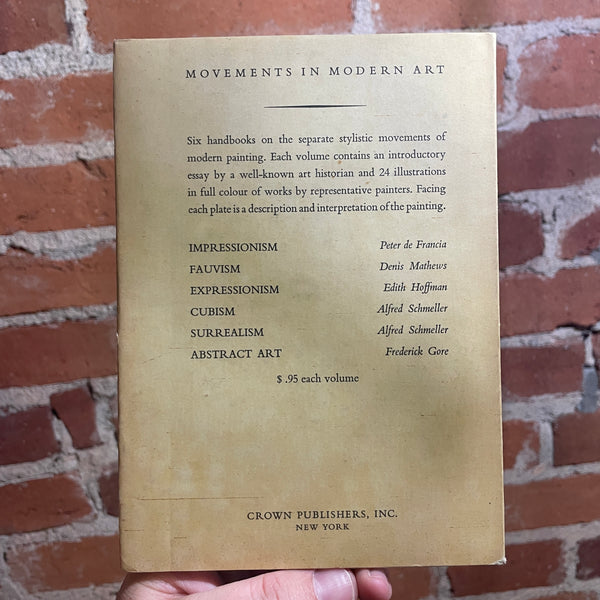 MOVEMENTS IN MODERN ART
Six handbooks on the separate stylistic movements of
modern painting. Each volume contains an introductory
essay by a well-known art historian and 24 illustrations
in full colour of works by representative painters. Facing
each plate is a description and interpretation of the painting.
IMPRESSIONISM Peter de Francia
FAUVISM Denis Mathews
EXPRESSIONISM Edith Hoffman
CUBISM Alfred Schmeller
SURREALISM Alfred Schmeller
ABSTRACT ART Frederick Gore
$ .95 each volume
CROWN PUBLISHERS, INC.
NEW YORK